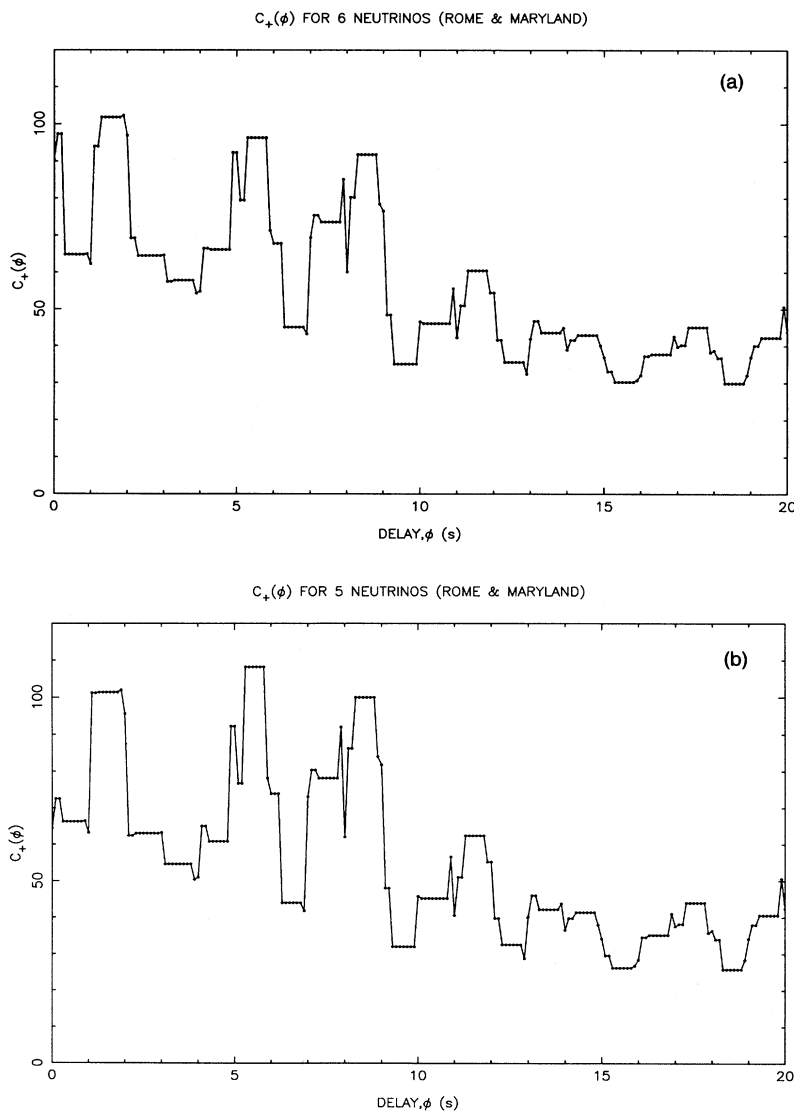 C₊(ϕ) FOR 6 NEUTRINOS (ROME & MARYLAND)
(a)
100
50
0
C₊(ϕ)
0 5 10 15 20
DELAY,ϕ (s)
C₊(ϕ) FOR 5 NEUTRINOS (ROME & MARYLAND)
(b)
100
50
0
C₊(ϕ)
0 5 10 15 20
DELAY,ϕ (s)